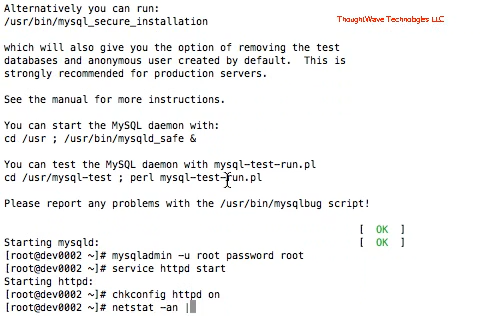 Alternatively you can run:
/usr/bin/mysql_secure_installation
ThoughtWave Technologies LLC
which will also give you the option of removing the test
databases and anonymous user created by default.  This is
strongly recommended for production servers.
See the manual for more instructions.
You can start the MySQL daemon with:
cd /usr ; /usr/bin/mysqld_safe &
You can test the MySQL daemon with mysql-test-run.pl
cd /usr/mysql-test ; perl mysql-test-run.pl
Please report any problems with the /usr/bin/mysqlbug script!
[  OK  ]
Starting mysqld:                                           [  OK  ]
[root@dev0002 ~]# mysqladmin -u root password root
[root@dev0002 ~]# service httpd start
Starting httpd:
[root@dev0002 ~]# chkconfig httpd on
[root@dev0002 ~]# netstat -an |